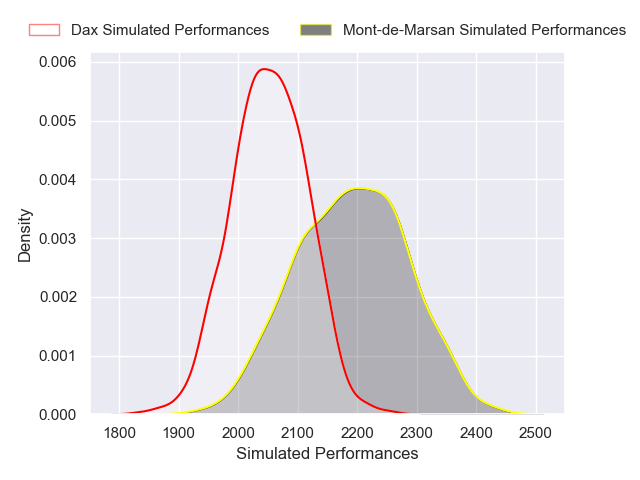 Dax Simulated Performances
Mont-de-Marsan Simulated Performances
0.006
0.005
0.004
0.003
0.002
0.001
0.000
Density
1800 1900 2000 2100 2200 2300 2400 2500
Simulated Performances